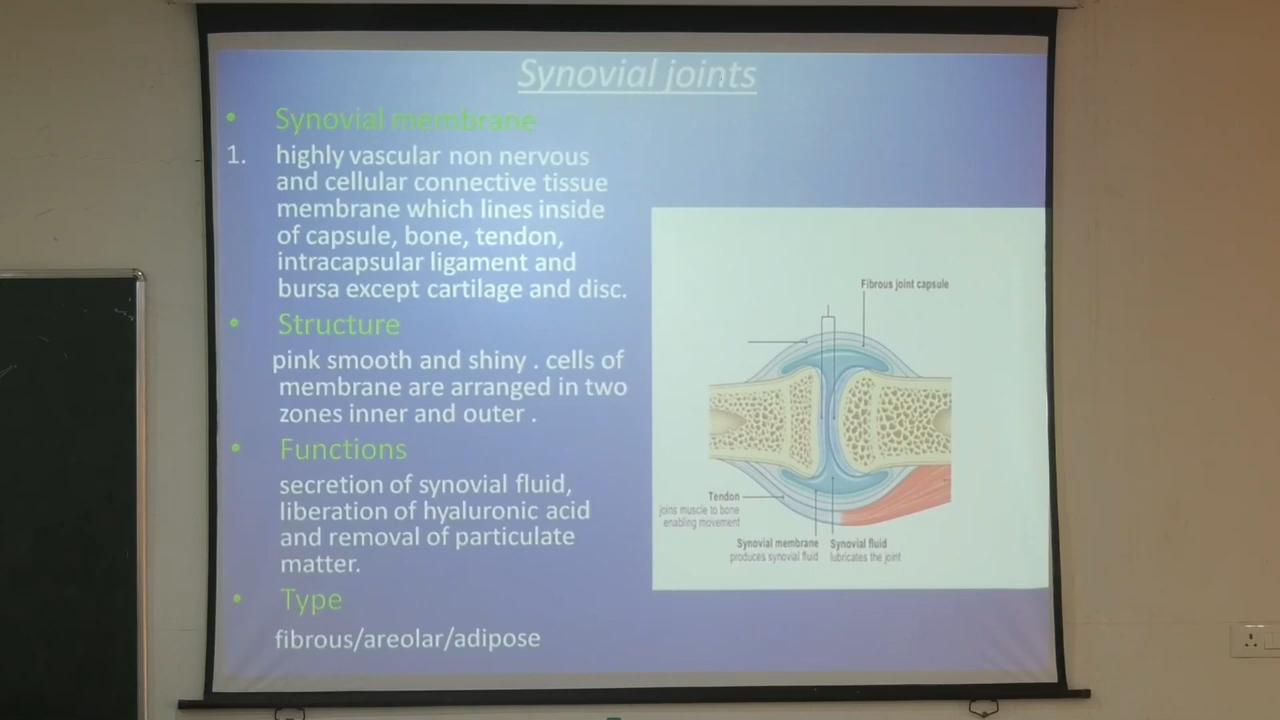 Synovial joints
• Synovial membrane
1. highly vascular non nervous
and cellular connective tissue
membrane which lines inside
of capsule, bone, tendon,
intracapsular ligament and
bursa except cartilage and disc.
• Structure
pink smooth and shiny . cells of
membrane are arranged in two
zones inner and outer .
• Functions
secretion of synovial fluid,
liberation of hyaluronic acid
and removal of particulate
matter.
• Type
fibrous/areolar/adipose
Fibrous joint capsule
Tendon
joins muscle to bone
enabling movement
Synovial membrane
produces synovial fluid
Synovial fluid
lubricates the joint